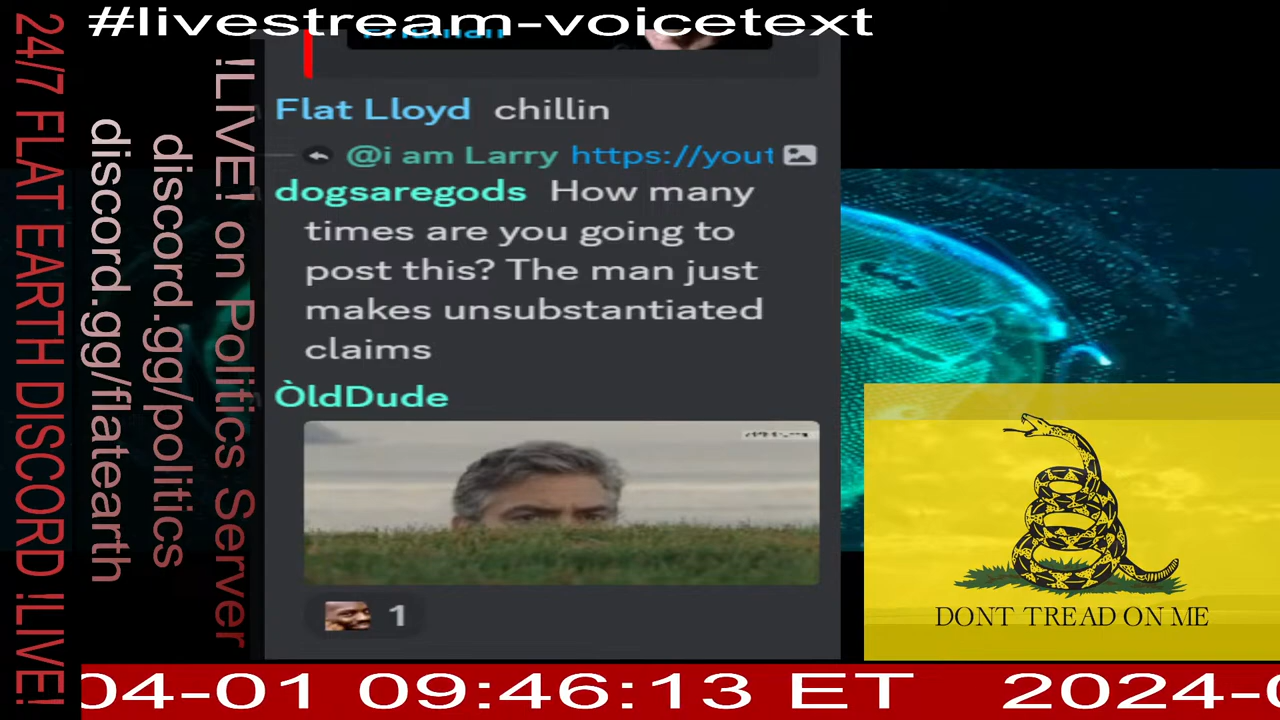 #livestream-voicetext
24/7 FLAT EARTH DISCORD !LIVE!
discord.gg/flatearth
discord.gg/politics
!LIVE! on Politics Server
Flat Lloyd chillin
@i am Larry https://yout
dogsaregods How many
times are you going to
post this? The man just
makes unsubstantiated
claims
ÒldDude
1
DONT TREAD ON ME
04-01 09:46:13 ET 2024-0